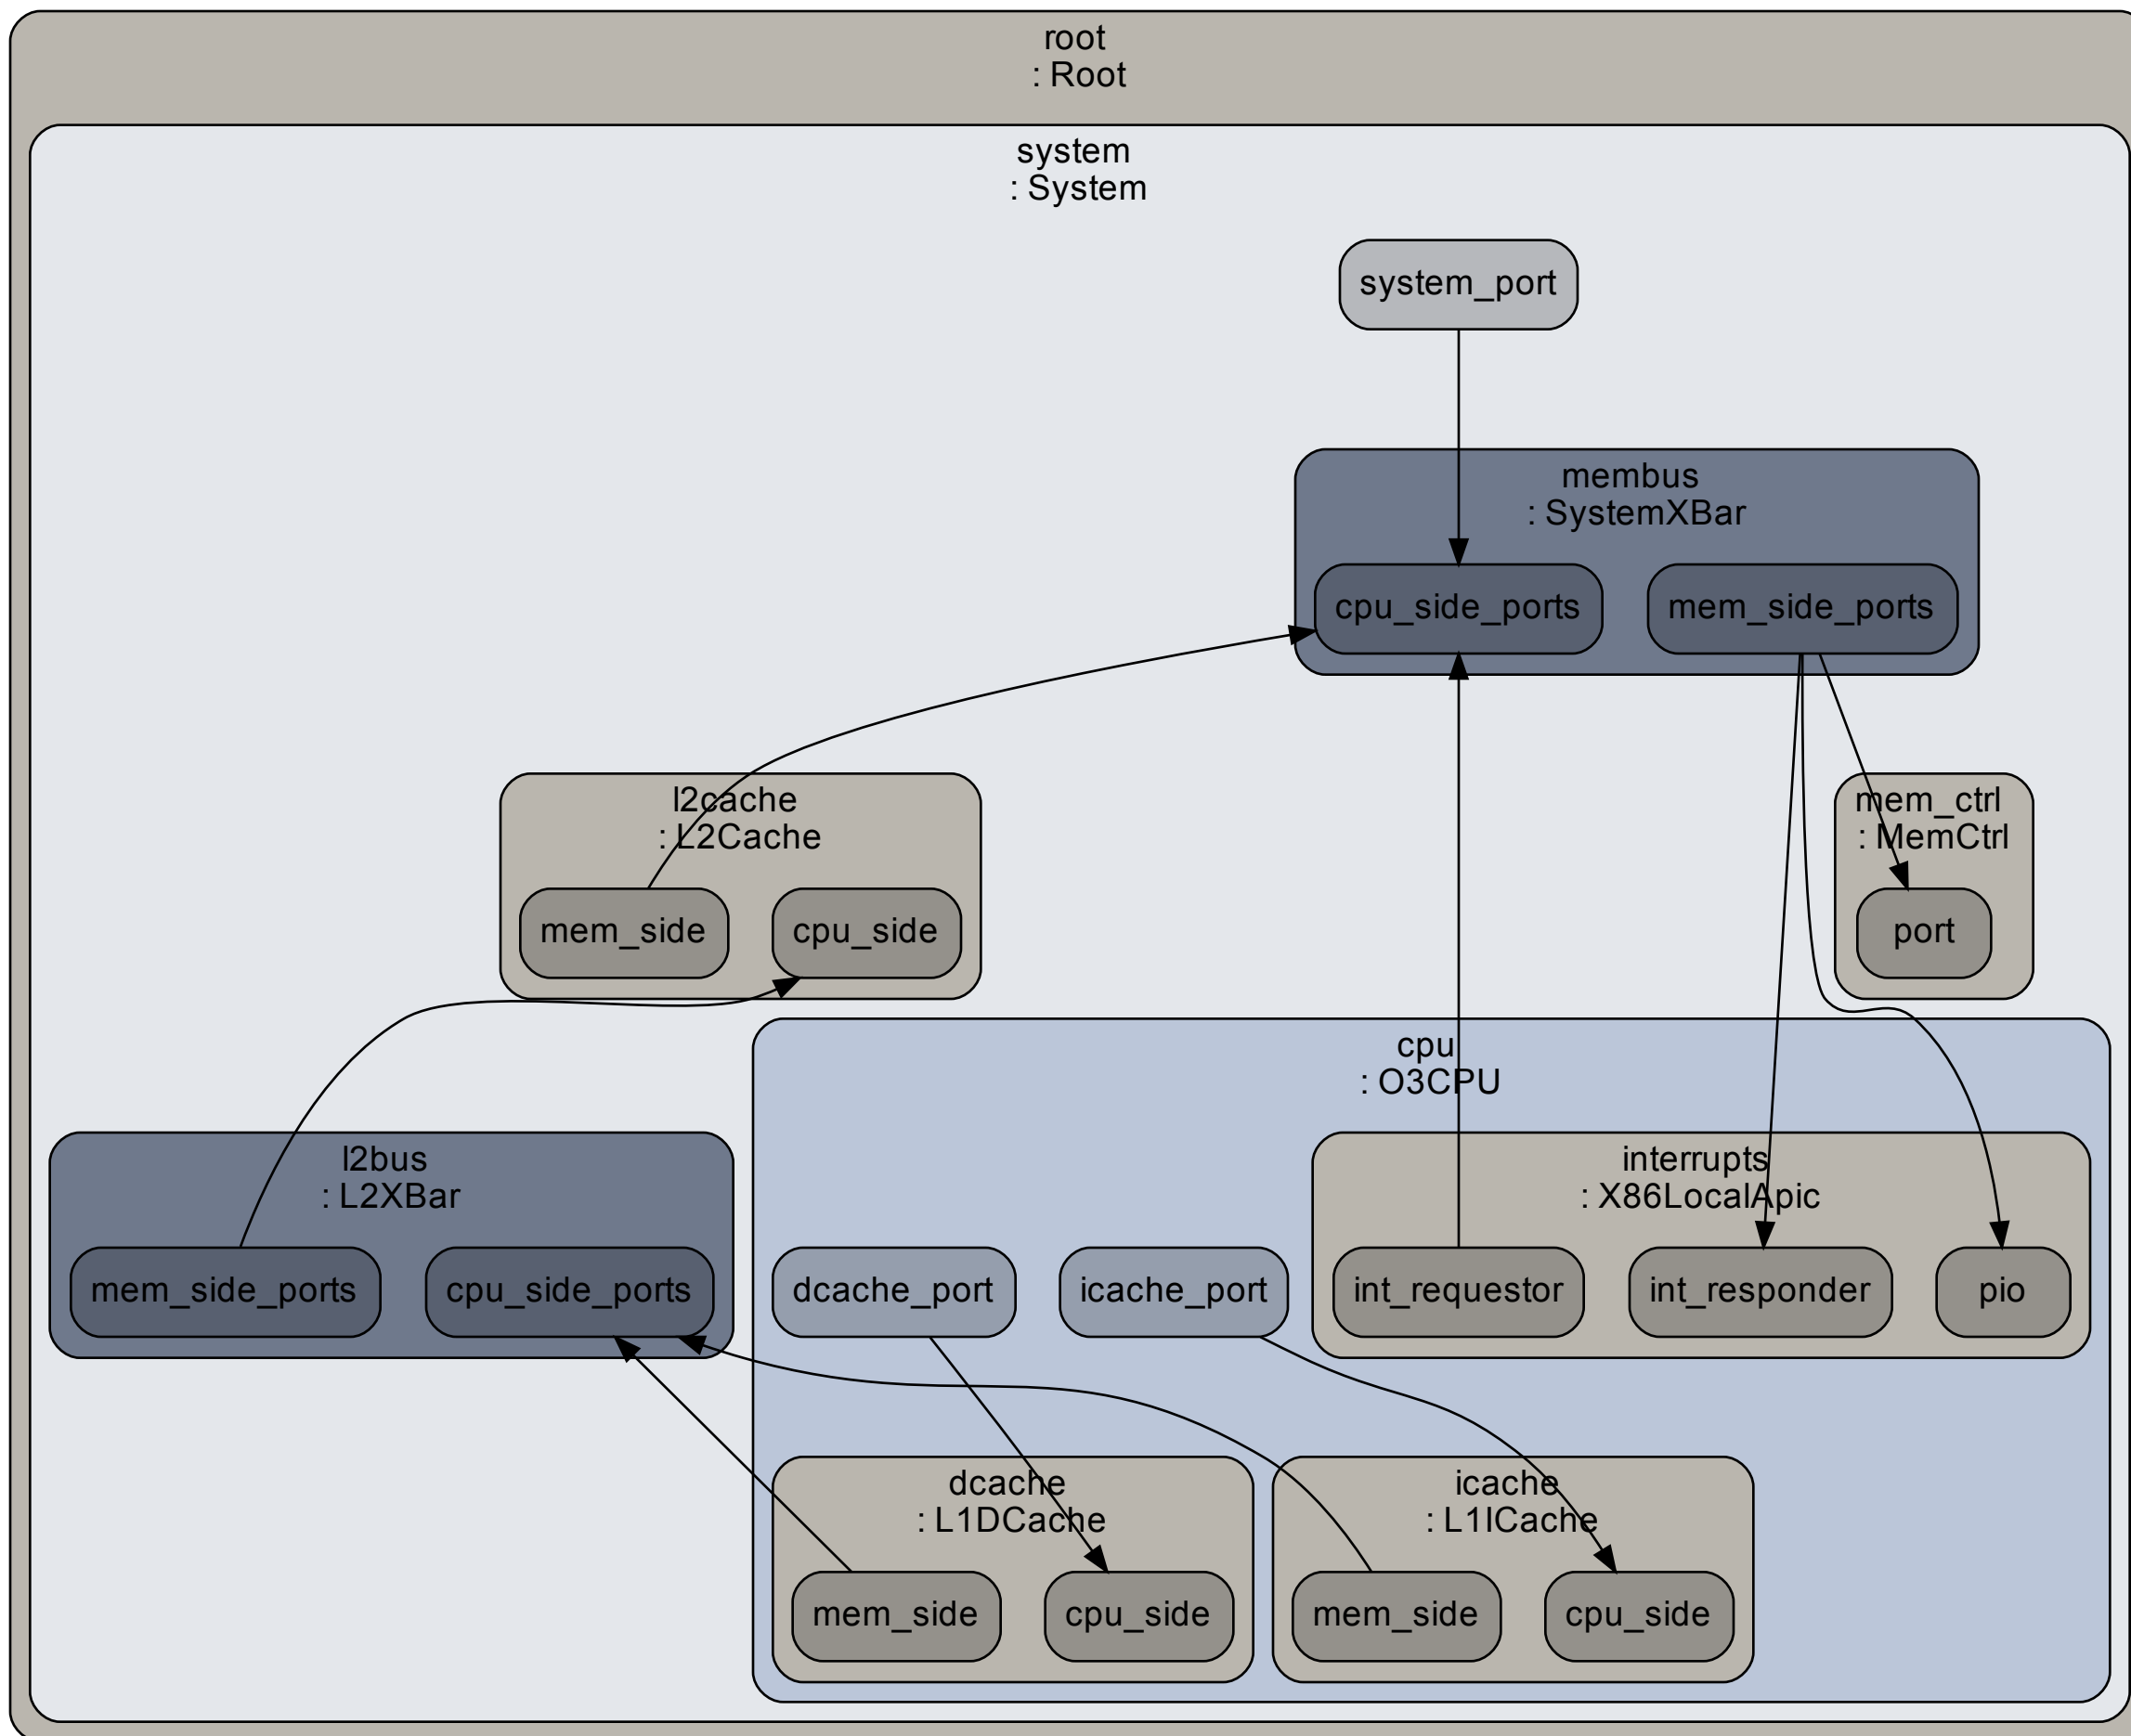 root
: Root
system
: System
system_port
membus
: SystemXBar
cpu_side_ports
mem_side_ports
l2cache
: L2Cache
mem_side
cpu_side
mem_ctrl
: MemCtrl
port
cpu
: O3CPU
l2bus
: L2XBar
mem_side_ports
cpu_side_ports
dcache_port
icache_port
interrupts
: X86LocalApic
int_requestor
int_responder
pio
dcache
: L1DCache
mem_side
cpu_side
icache
: L1ICache
mem_side
cpu_side